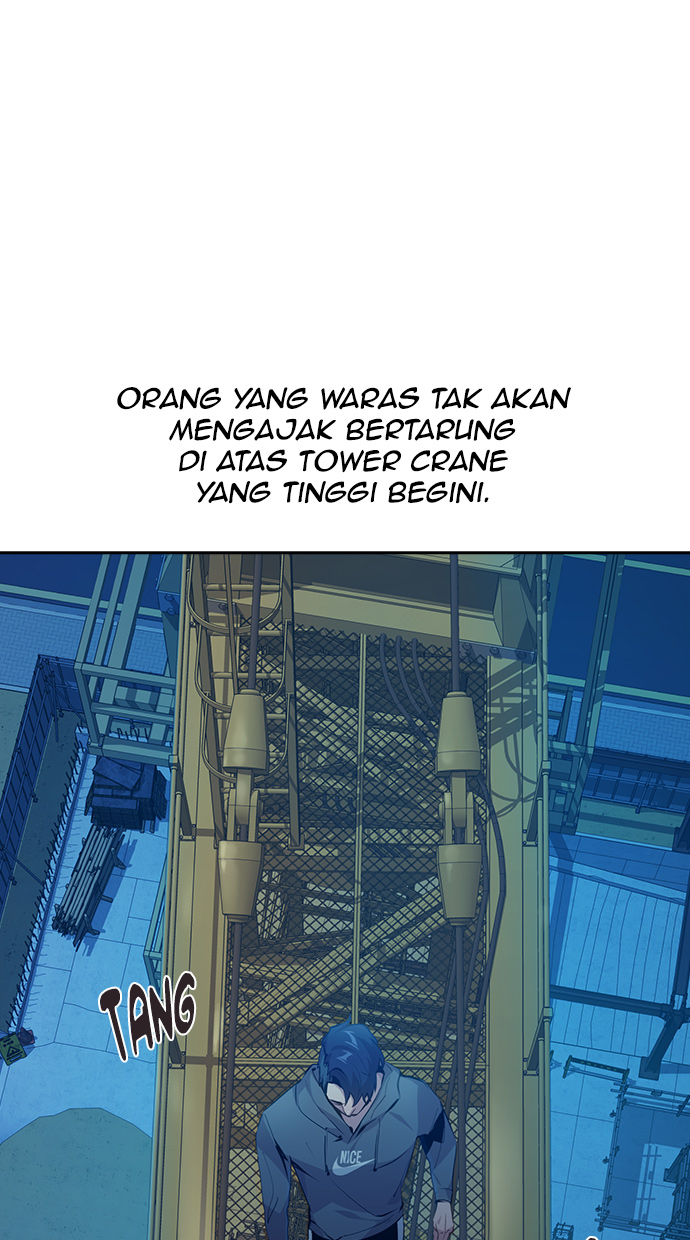 ORANG YANG WARAS TAK AKAN
MENGAJAK BERTARUNG
DI ATAS TOWER CRANE
YANG TINGGI BEGINI.
TANG
NICE